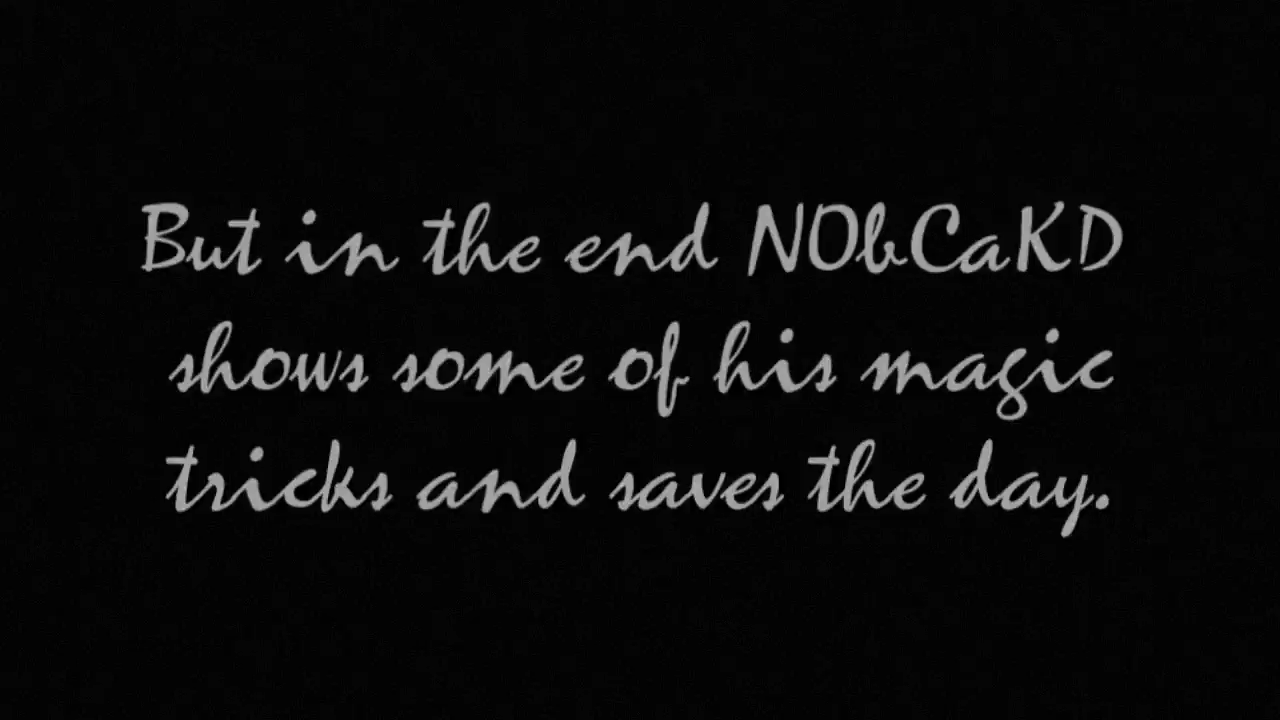 But in the end NObCaKD
shows some of his magic
tricks and saves the day.